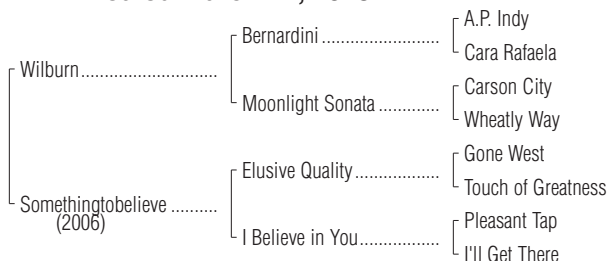 A.P. Indy
Bernardini
Cara Rafaela
Wilburn
Carson City
Moonlight Sonata
Wheatly Way
Gone West
Elusive Quality
Touch of Greatness
Somethingtobelieve
(2006)
Pleasant Tap
I Believe in You
I'll Get There